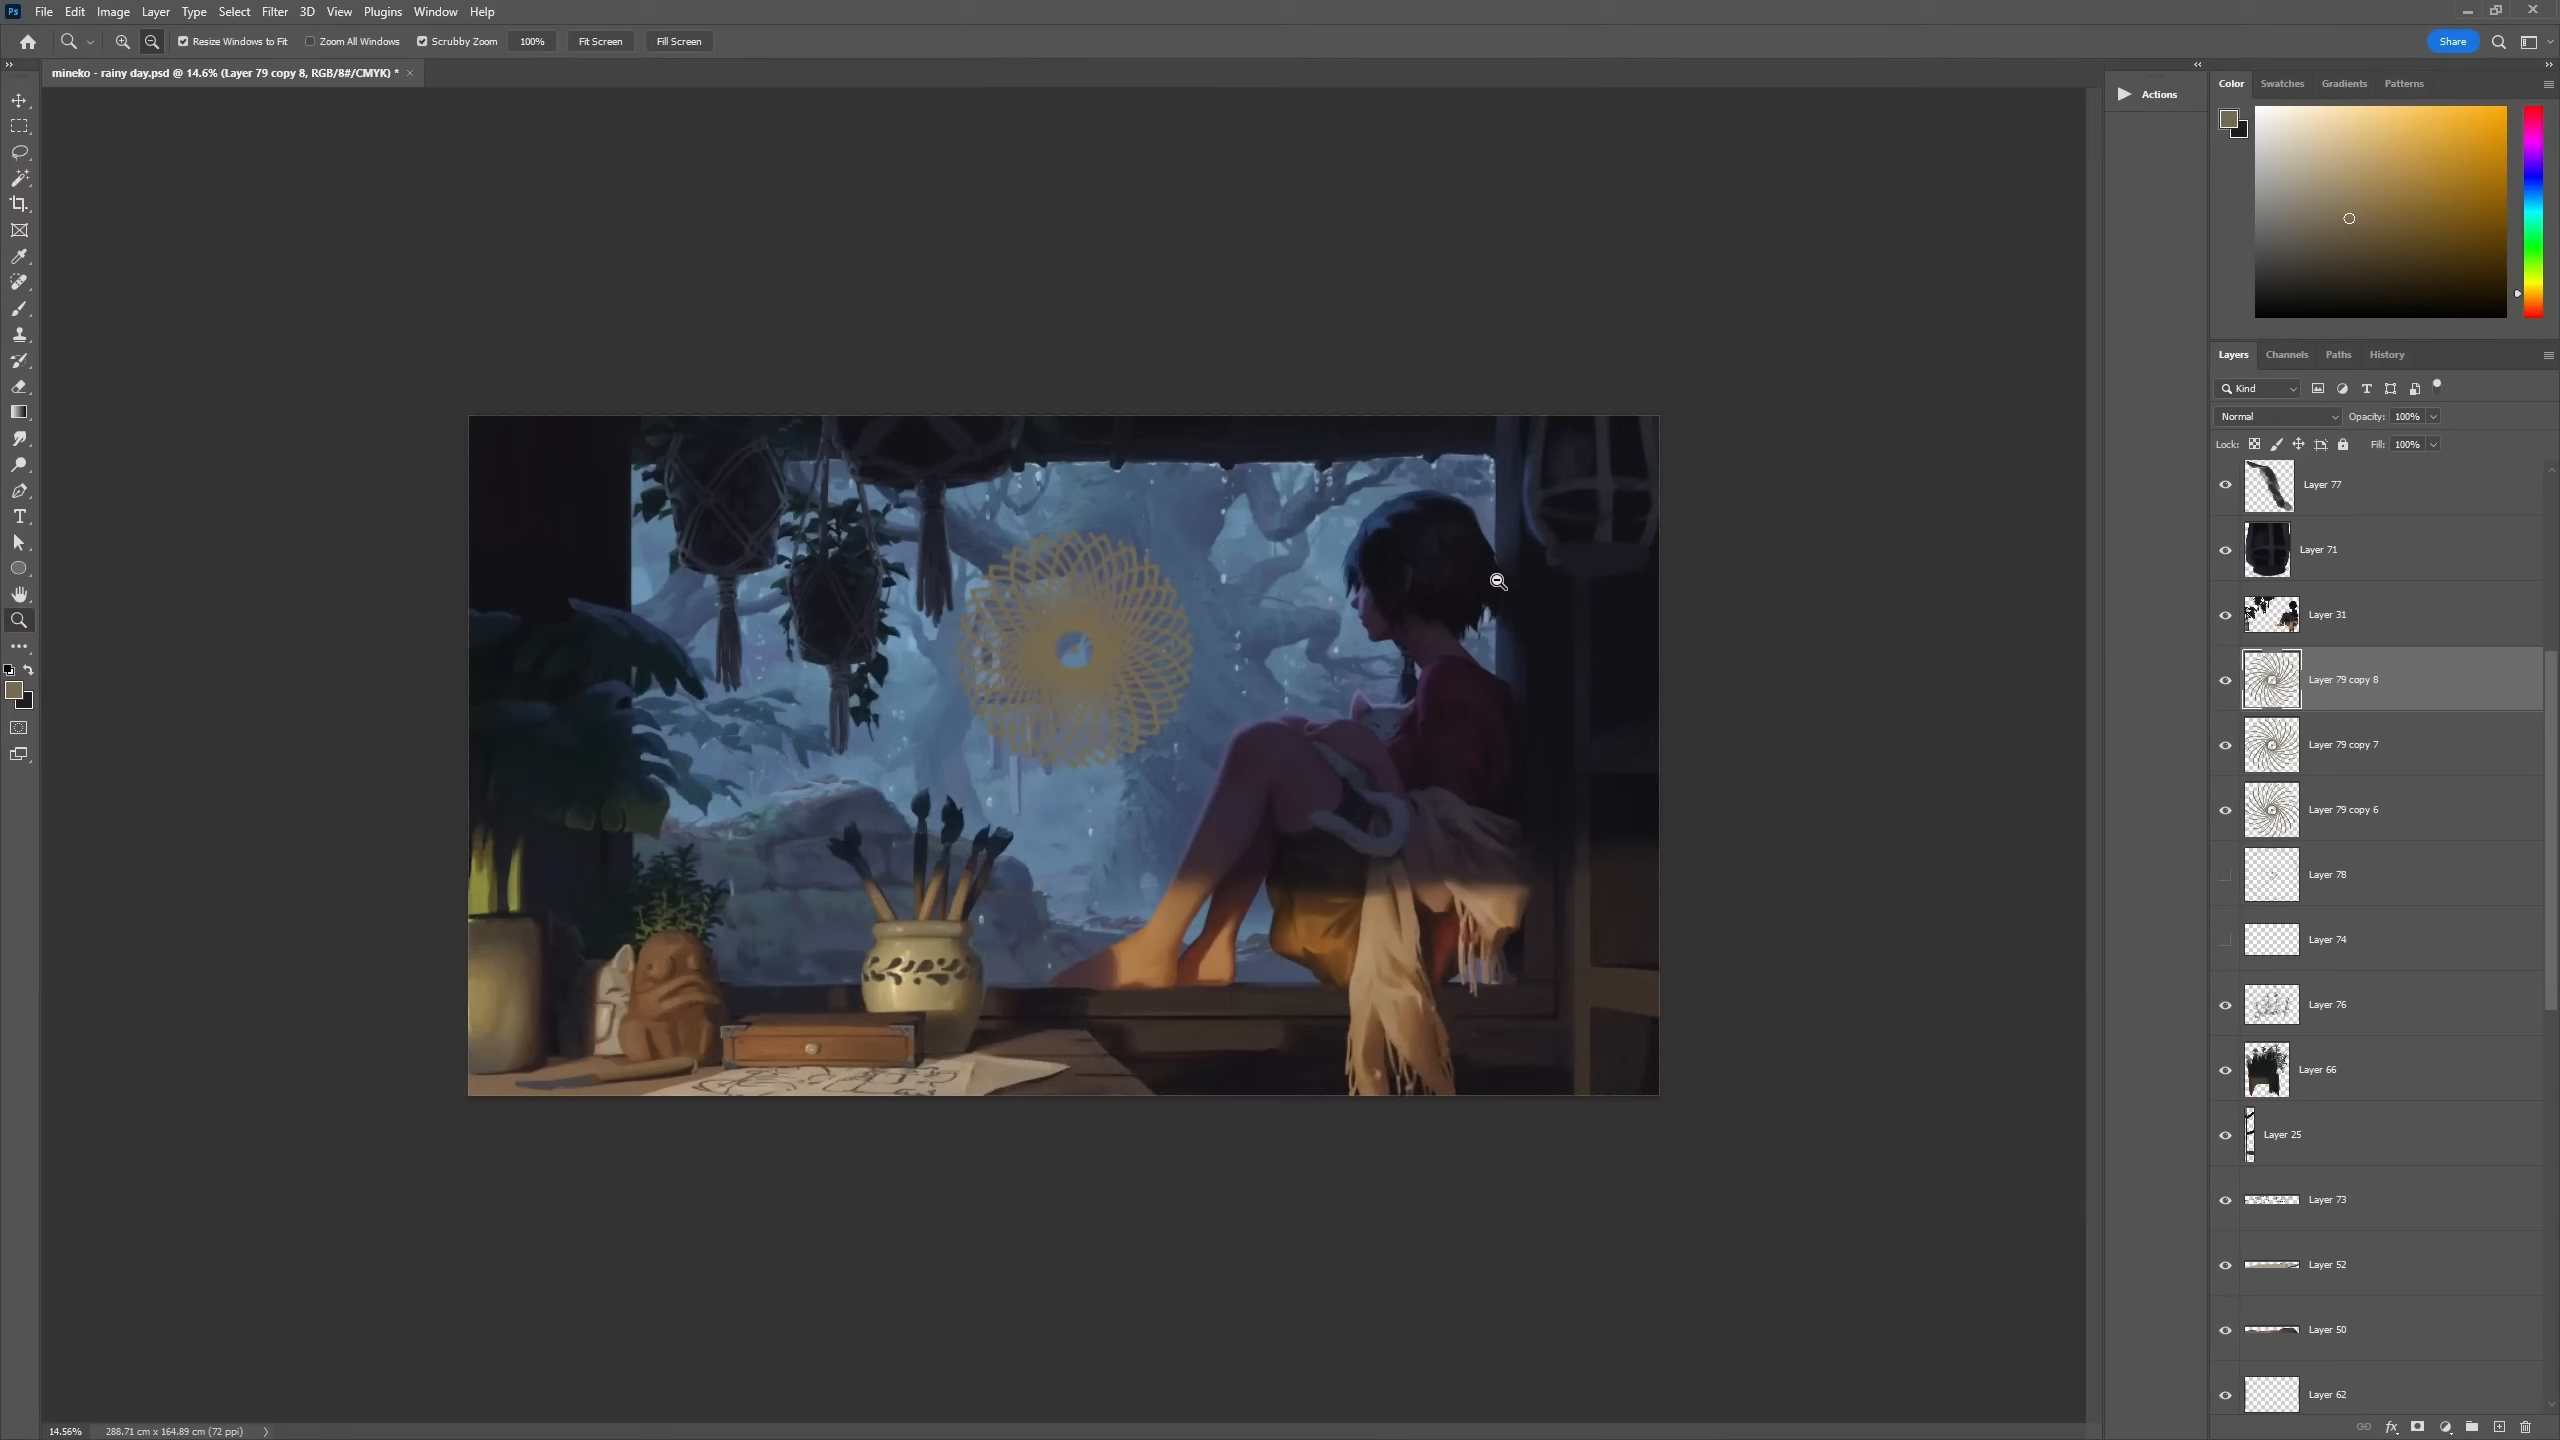 Ps File Edit Image Layer Type Select Filter 3D View Plugins Window Help
Resize Windows to Fit Zoom All Windows Scrubby Zoom 100% Fit Screen Fill Screen Share
mineko - rainy day.psd @ 14.6% (Layer 79 copy 8, RGB/8#/CMYK) * ×
Actions
Color Swatches Gradients Patterns
Layers Channels Paths History
Kind
Normal Opacity: 100%
Lock: Fill: 100%
Layer 77
Layer 71
Layer 31
Layer 79 copy 8
Layer 79 copy 7
Layer 79 copy 6
Layer 78
Layer 74
Layer 76
Layer 66
Layer 25
Layer 73
Layer 52
Layer 50
Layer 62
fx
14.56% 288.71 cm x 164.89 cm (72 ppi)